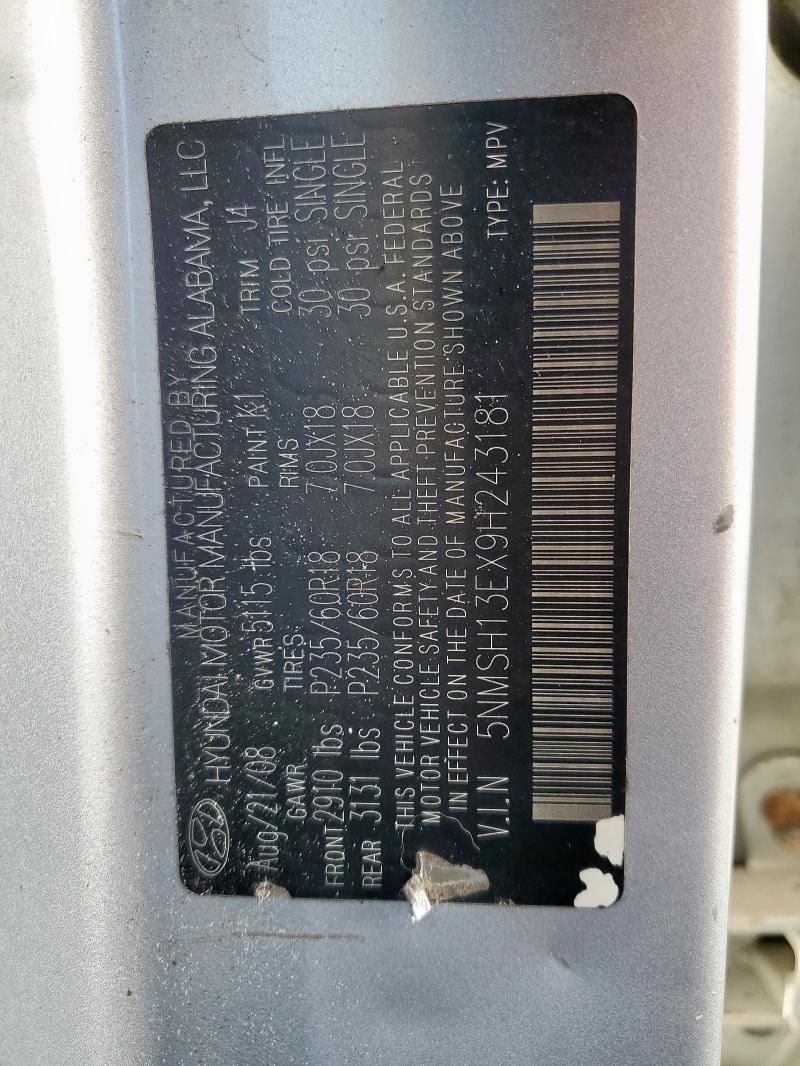 MANUFACTURED BY
HYUNDAI MOTOR MANUFACTURING ALABAMA, LLC
Aug/21/08 GVWR 5115 lbs PAINT K1 TRIM J4
GAWR TIRES: RIMS COLD TIRE INFL
FRONT 2910 lbs P235/60R18 7.0JX18 30 psi SINGLE
REAR 3131 lbs P235/60R18 7.0JX18 30 psi SINGLE
THIS VEHICLE CONFORMS TO ALL APPLICABLE U.S.A. FEDERAL
MOTOR VEHICLE SAFETY AND THEFT PREVENTION STANDARDS
IN EFFECT ON THE DATE OF MANUFACTURE SHOWN ABOVE
V.I.N 5NMSH13EX9H243181 TYPE: MPV